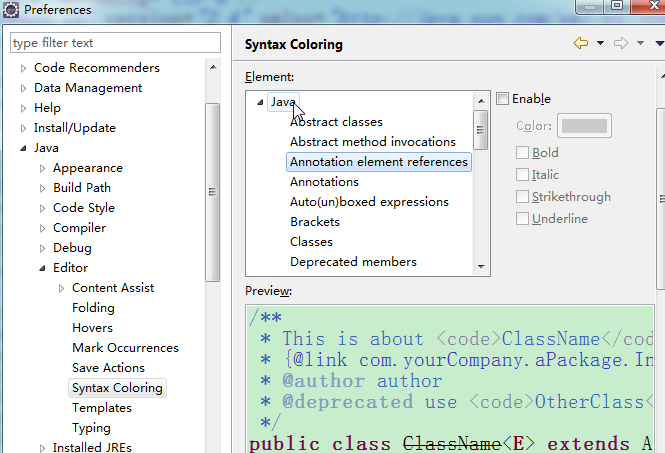 Preferences
type filter text
Code Recommenders
Data Management
Help
Install/Update
Java
Appearance
Build Path
Code Style
Compiler
Debug
Editor
Content Assist
Folding
Hovers
Mark Occurrences
Save Actions
Syntax Coloring
Templates
Typing
Installed JREs
Syntax Coloring
Element:
Java
Abstract classes
Abstract method invocations
Annotation element references
Annotations
Auto(un)boxed expressions
Brackets
Classes
Deprecated members
Enable
Color:
Bold
Italic
Strikethrough
Underline
Preview:
/**
* This is about <code>ClassName</cod
* {@link com.yourCompany.aPackage.In
* @author author
* @deprecated use <code>OtherClass<
*/
public class ClassName<E> extends A